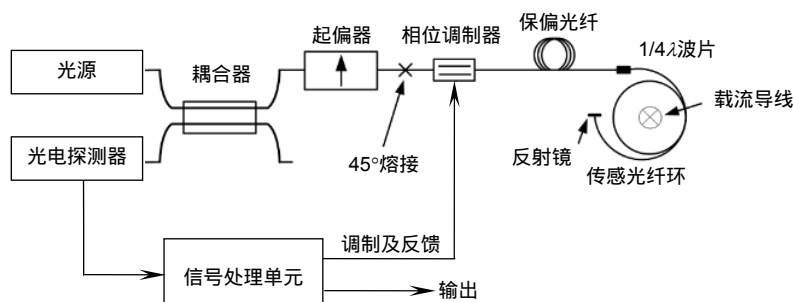 光源
耦合器
起偏器
相位调制器
保偏光纤
1/4λ波片
载流导线
光电探测器
45°熔接
反射镜
传感光纤环
调制及反馈
信号处理单元
输出